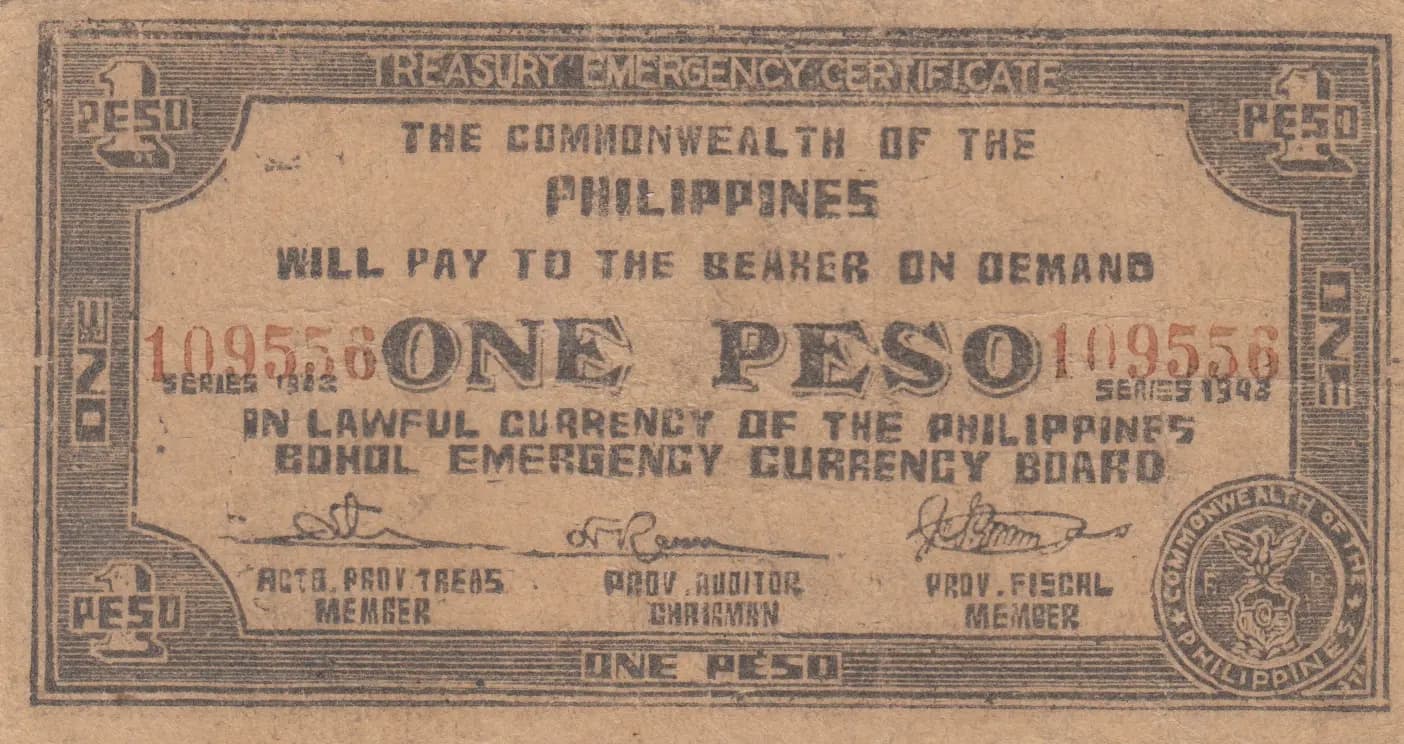 TREASURY EMERGENCY CERTIFICATE
1 PESO
1 PESO
THE COMMONWEALTH OF THE
PHILIPPINES
WILL PAY TO THE BEARER ON DEMAND
109556 ONE PESO 109556
SERIES
SERIES 1943
ONE
ONE
IN LAWFUL CURRENCY OF THE PHILIPPINES
BOHOL EMERGENCY CURRENCY BOARD
ACTG. PROV TREAS
MEMBER
PROV. AUDITOR
CHAIRMAN
PROV. FISCAL
MEMBER
1 PESO
ONE PESO
COMMONWEALTH OF THE PHILIPPINES